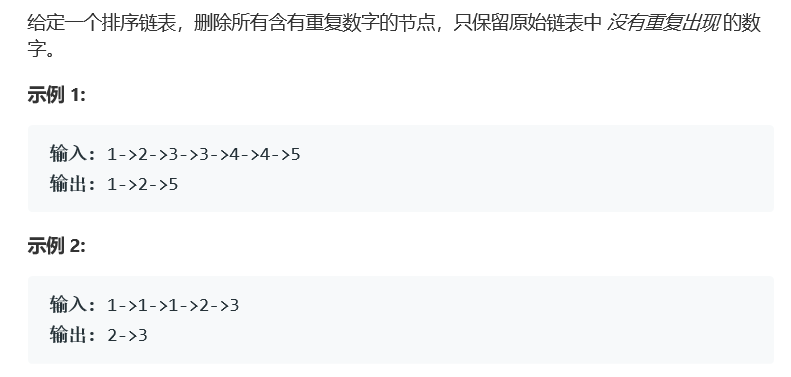 给定一个排序链表，删除所有含有重复数字的节点，只保留原始链表中 没有重复出现 的数
字。
示例 1:
输入: 1->2->3->3->4->4->5
输出: 1->2->5
示例 2:
输入: 1->1->1->2->3
输出: 2->3